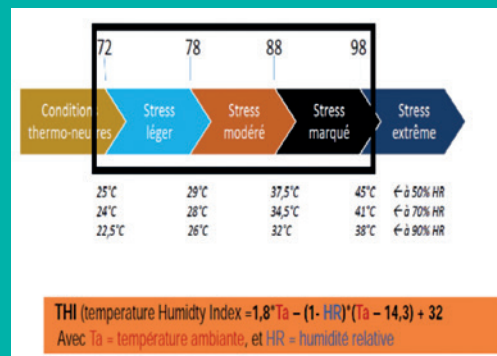 72 78 88 98
Conditions Stress Stress Stress Stress
thermo-neutres léger modéré marqué extrême
25°C 29°C 37,5°C 45°C ← à 50% HR
24°C 28°C 34,5°C 41°C ← à 70% HR
22,5°C 26°C 32°C 38°C ← à 90% HR
THI (temperature Humidty Index =1,8*Ta – (1- HR)*(Ta – 14,3) + 32
Avec Ta = température ambiante, et HR = humidité relative